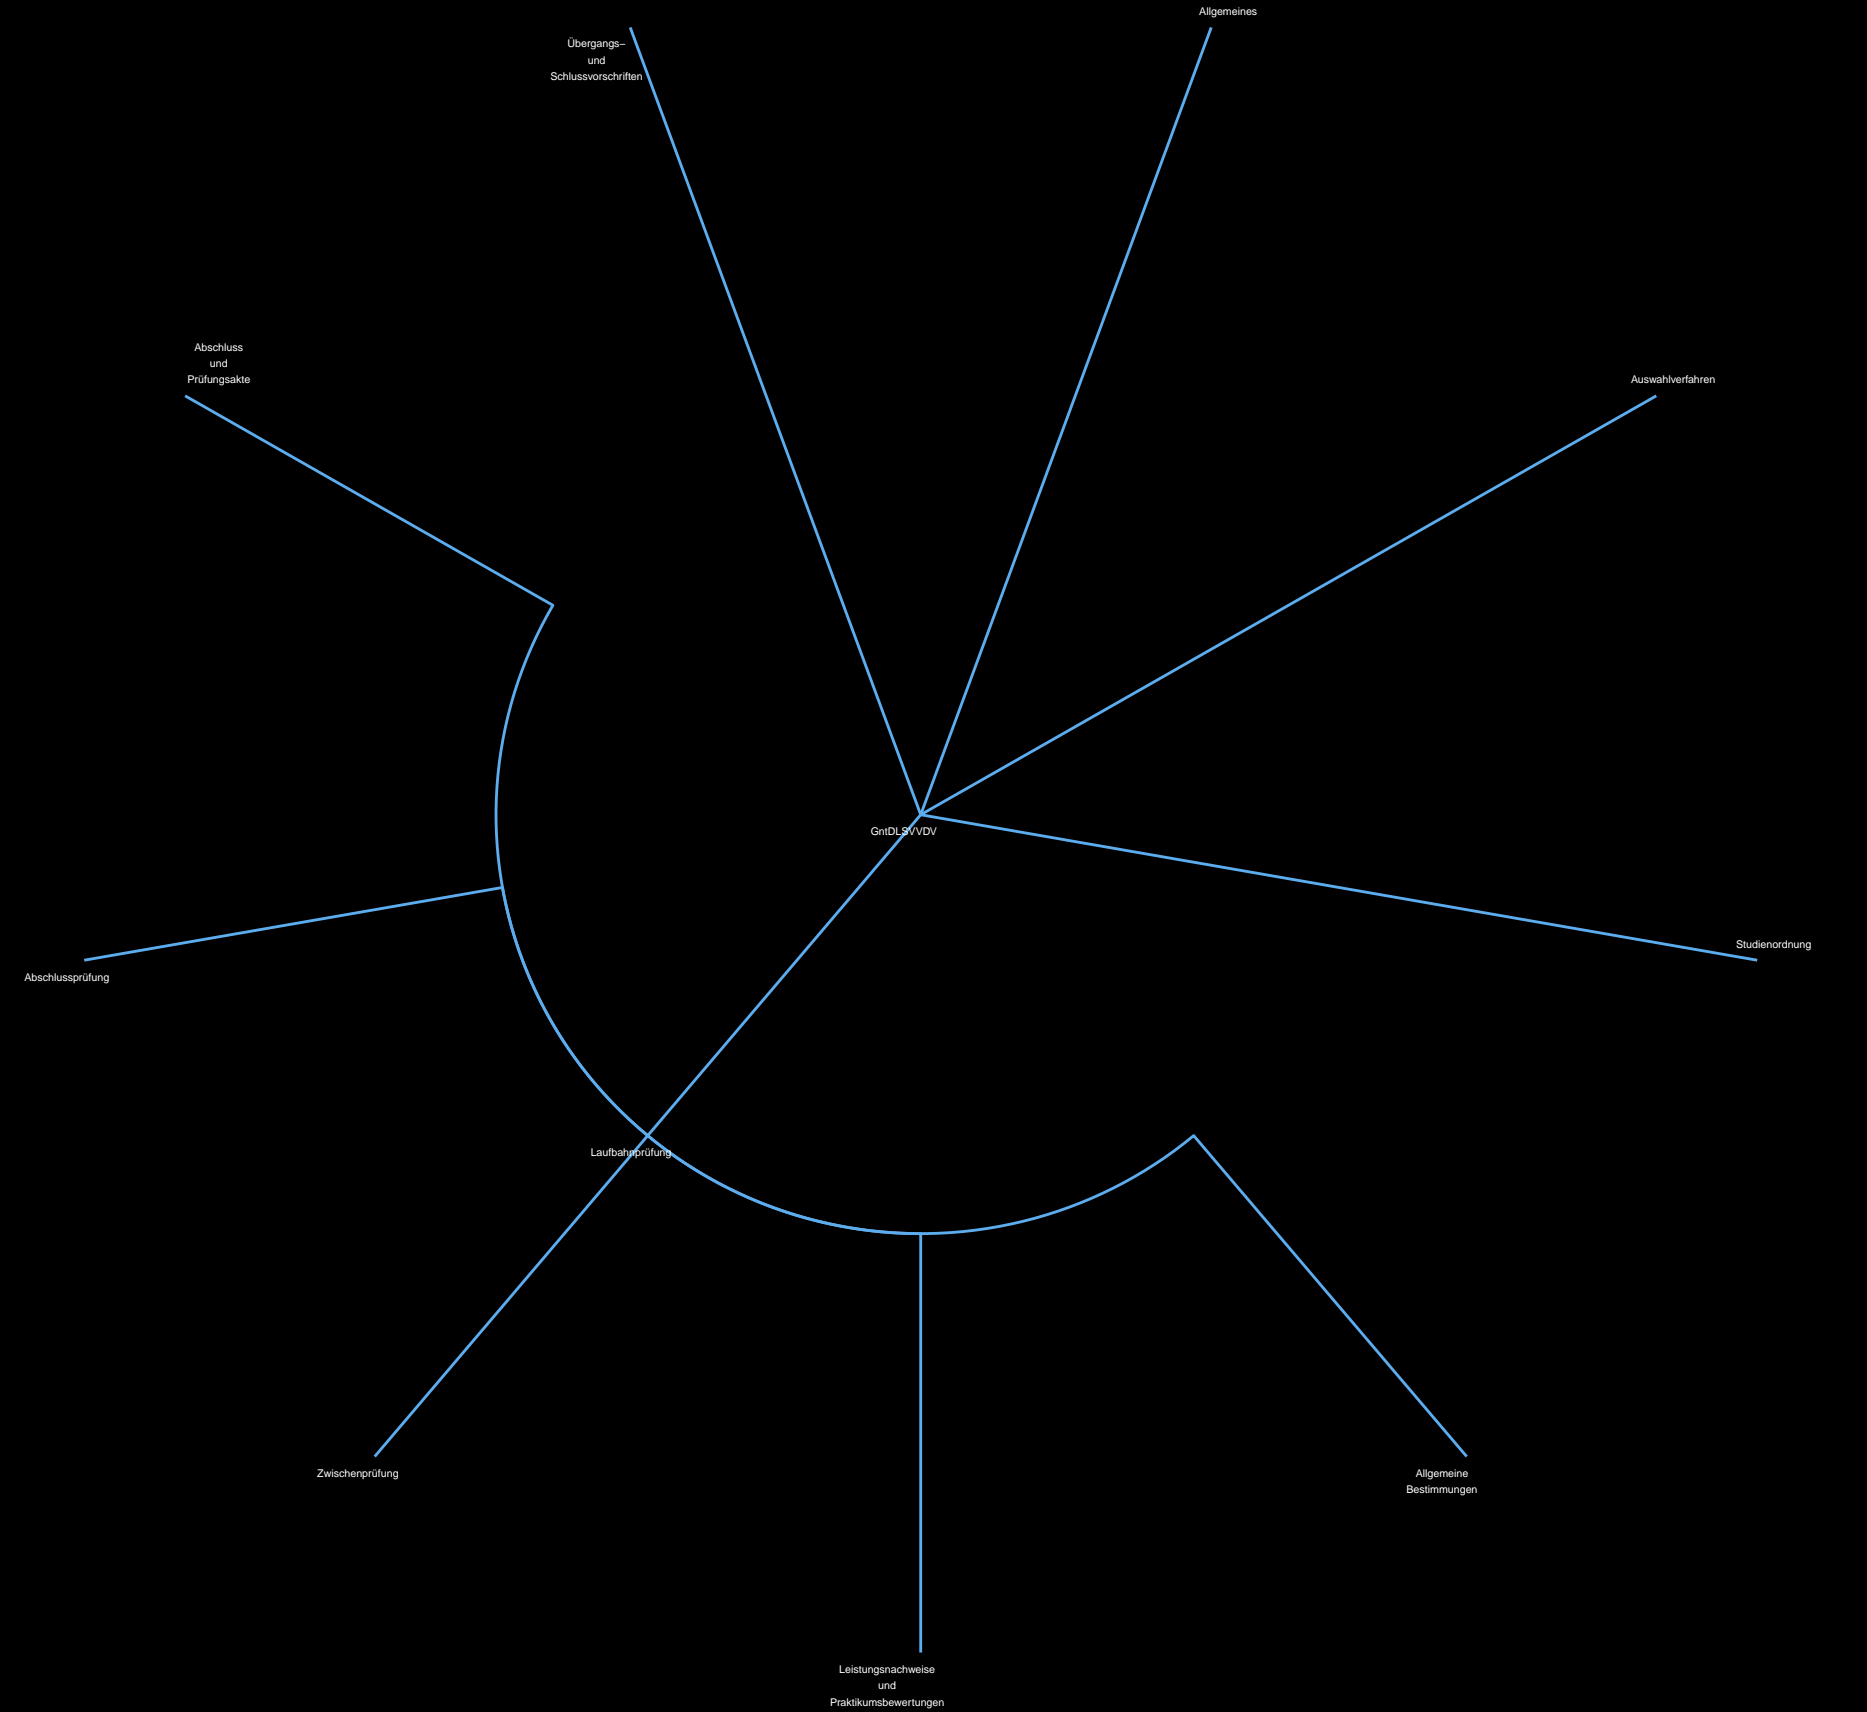 Allgemeines
Übergangs–
und
Schlussvorschriften
Abschluss
und
Prüfungsakte
Auswahlverfahren
GntDLSVVDV
Studienordnung
Abschlussprüfung
Laufbahnprüfung
Zwischenprüfung
Allgemeine
Bestimmungen
Leistungsnachweise
und
Praktikumsbewertungen